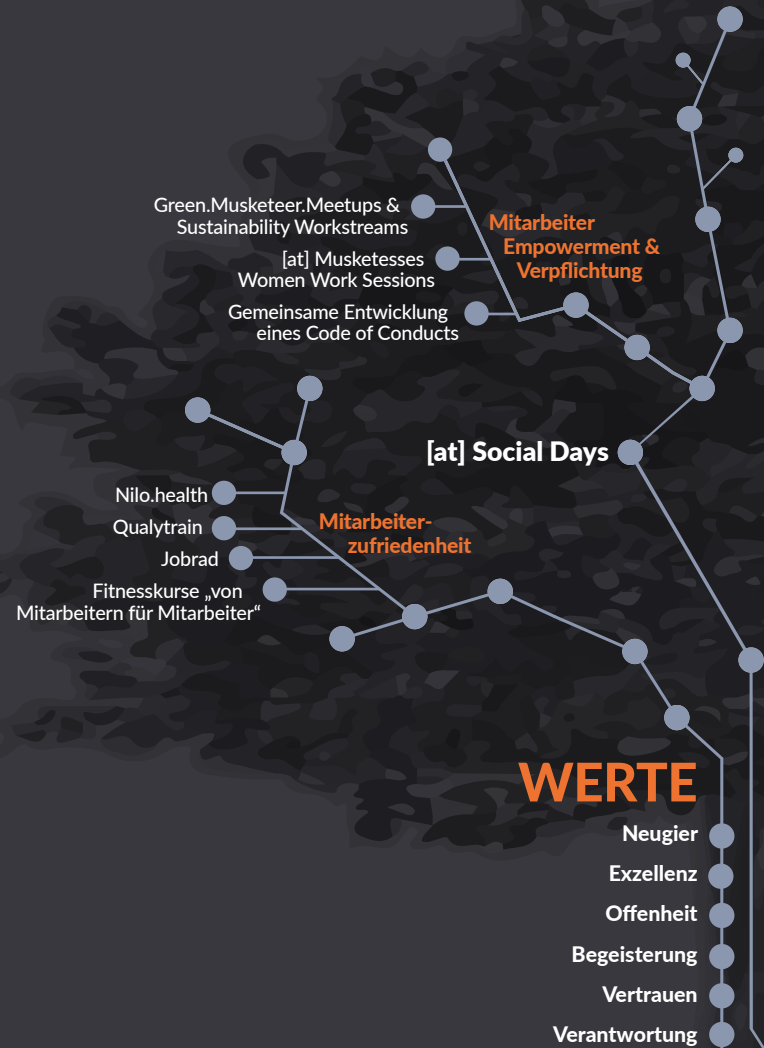 Green.Musketeer.Meetups &
Sustainability Workstreams
[at] Musketesses
Women Work Sessions
Gemeinsame Entwicklung
eines Code of Conducts
Mitarbeiter
Empowerment &
Verpflichtung
[at] Social Days
Nilo.health
Qualytrain
Jobrad
Fitnesskurse „von
Mitarbeitern für Mitarbeiter“
Mitarbeiter-
zufriedenheit
WERTE
Neugier
Exzellenz
Offenheit
Begeisterung
Vertrauen
Verantwortung